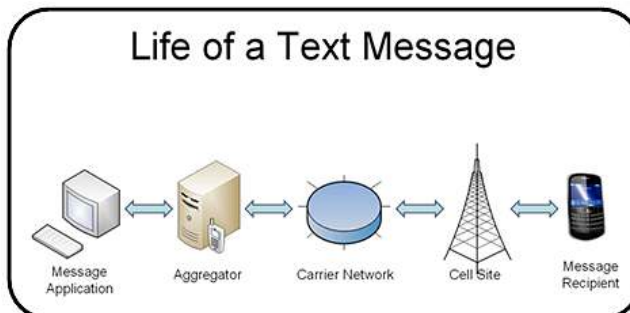 Life of a Text Message
Message
Application
Aggregator
Carrier Network
Cell Site
Message
Recipient